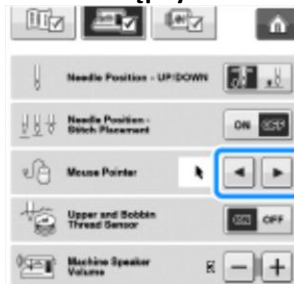 Needle Position - UP/DOWN
Needle Position -
Stitch Placement
ON OFF
Mouse Pointer
Upper and Bobbin
Thread Sensor
ON OFF
Machine Speaker
Volume